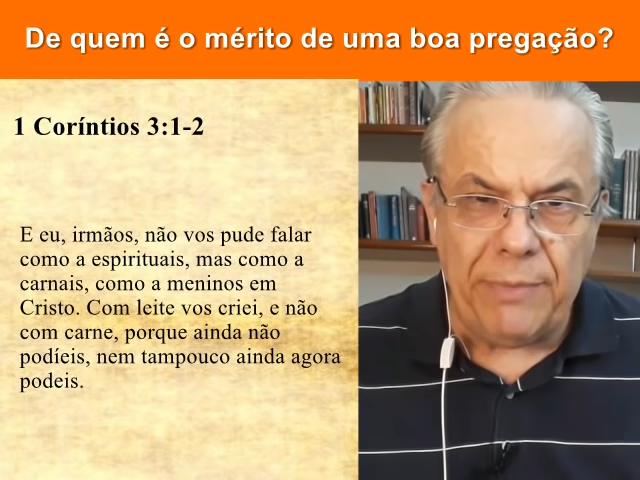 De quem é o mérito de uma boa pregação?
1 Coríntios 3:1-2
E eu, irmãos, não vos pude falar
como a espirituais, mas como a
carnais, como a meninos em
Cristo. Com leite vos criei, e não
com carne, porque ainda não
podíeis, nem tampouco ainda agora
podeis.